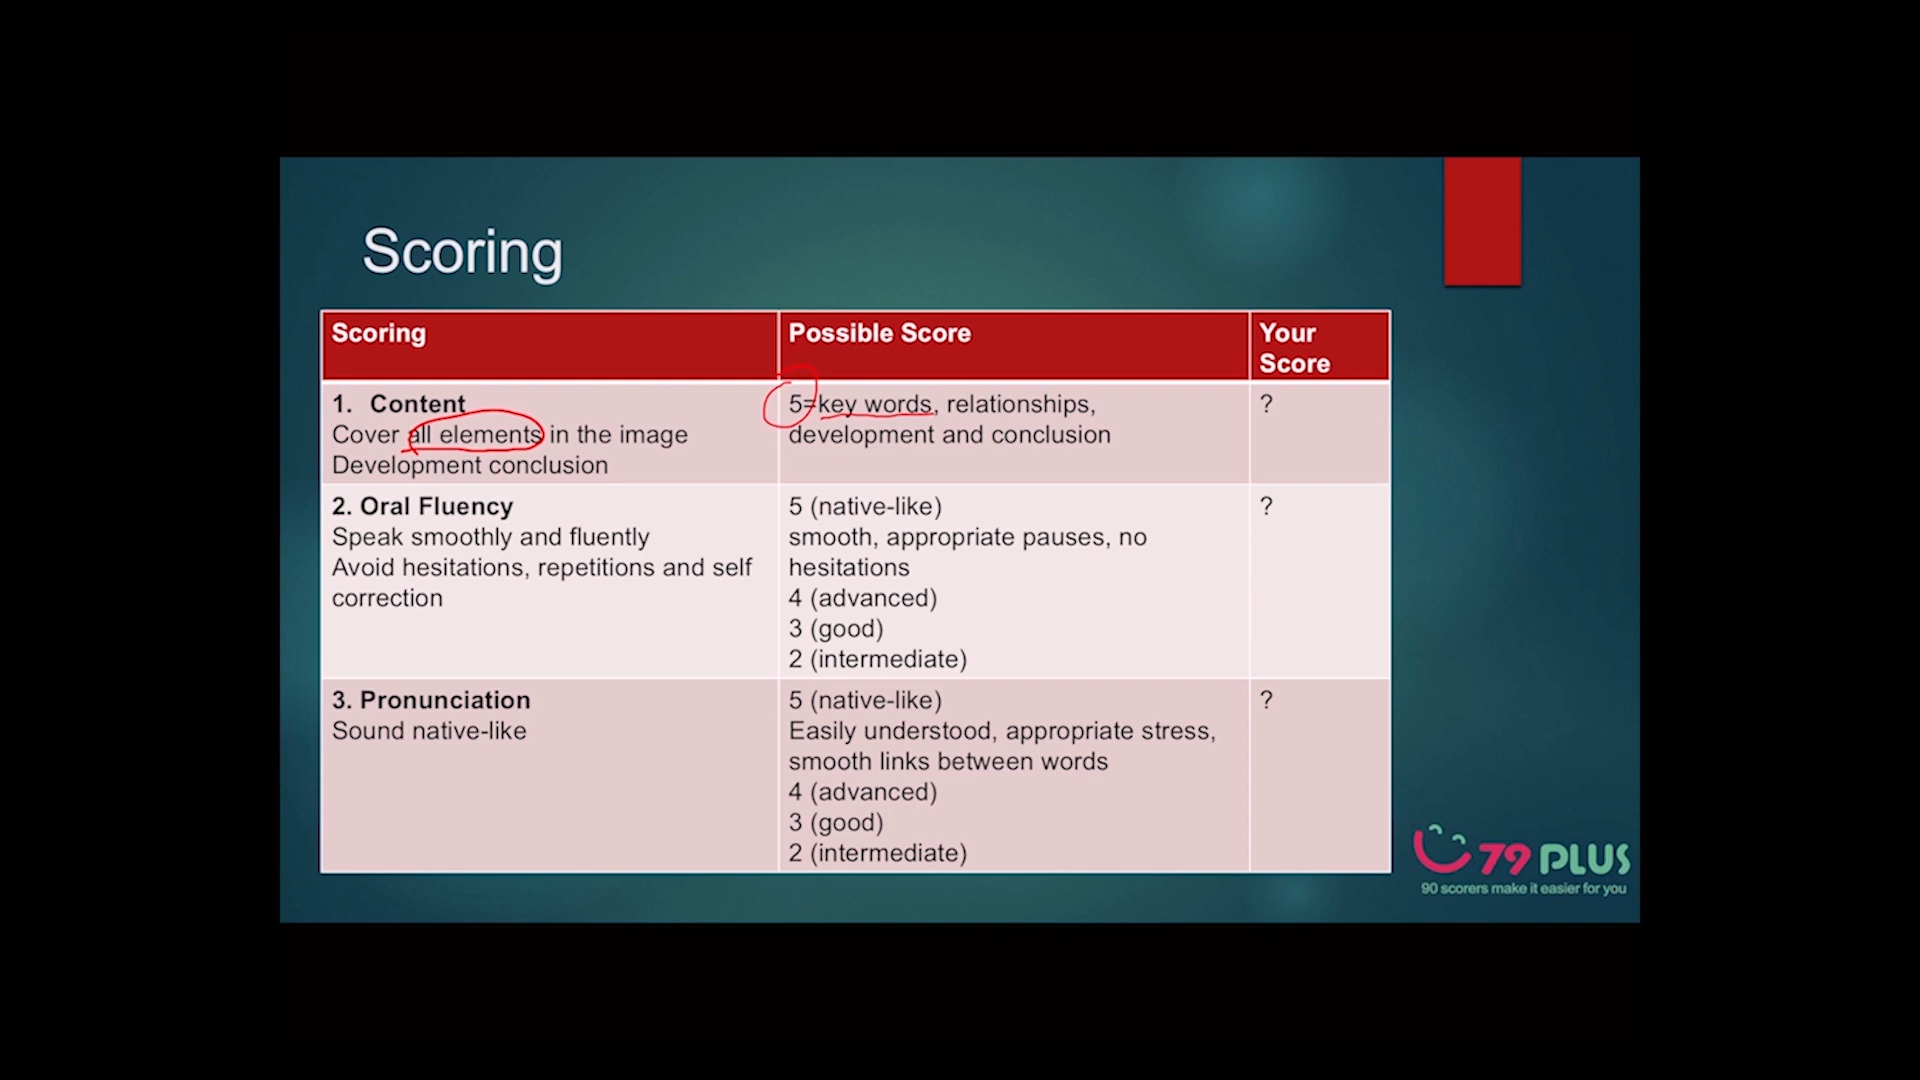 Scoring
Scoring
Possible Score
Your
Score
1. Content
Cover all elements in the image
Development conclusion
5=key words, relationships,
development and conclusion
?
2. Oral Fluency
Speak smoothly and fluently
Avoid hesitations, repetitions and self
correction
5 (native-like)
smooth, appropriate pauses, no
hesitations
4 (advanced)
3 (good)
2 (intermediate)
?
3. Pronunciation
Sound native-like
5 (native-like)
Easily understood, appropriate stress,
smooth links between words
4 (advanced)
3 (good)
2 (intermediate)
?
79 PLUS
90 scorers make it easier for you